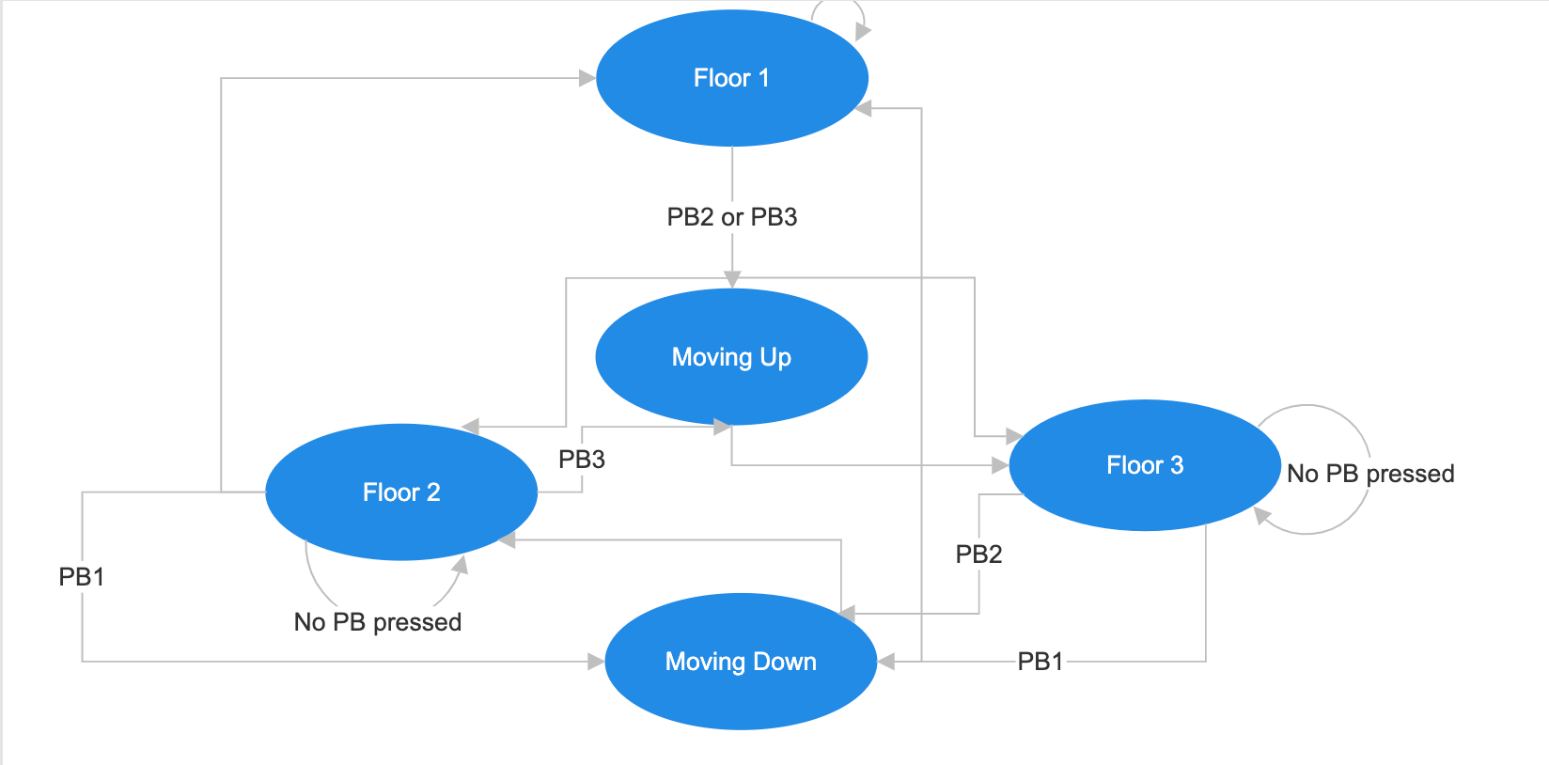 Floor 1
PB2 or PB3
Moving Up
PB3
Floor 3
No PB pressed
Floor 2
PB2
PB1
No PB pressed
Moving Down
PB1